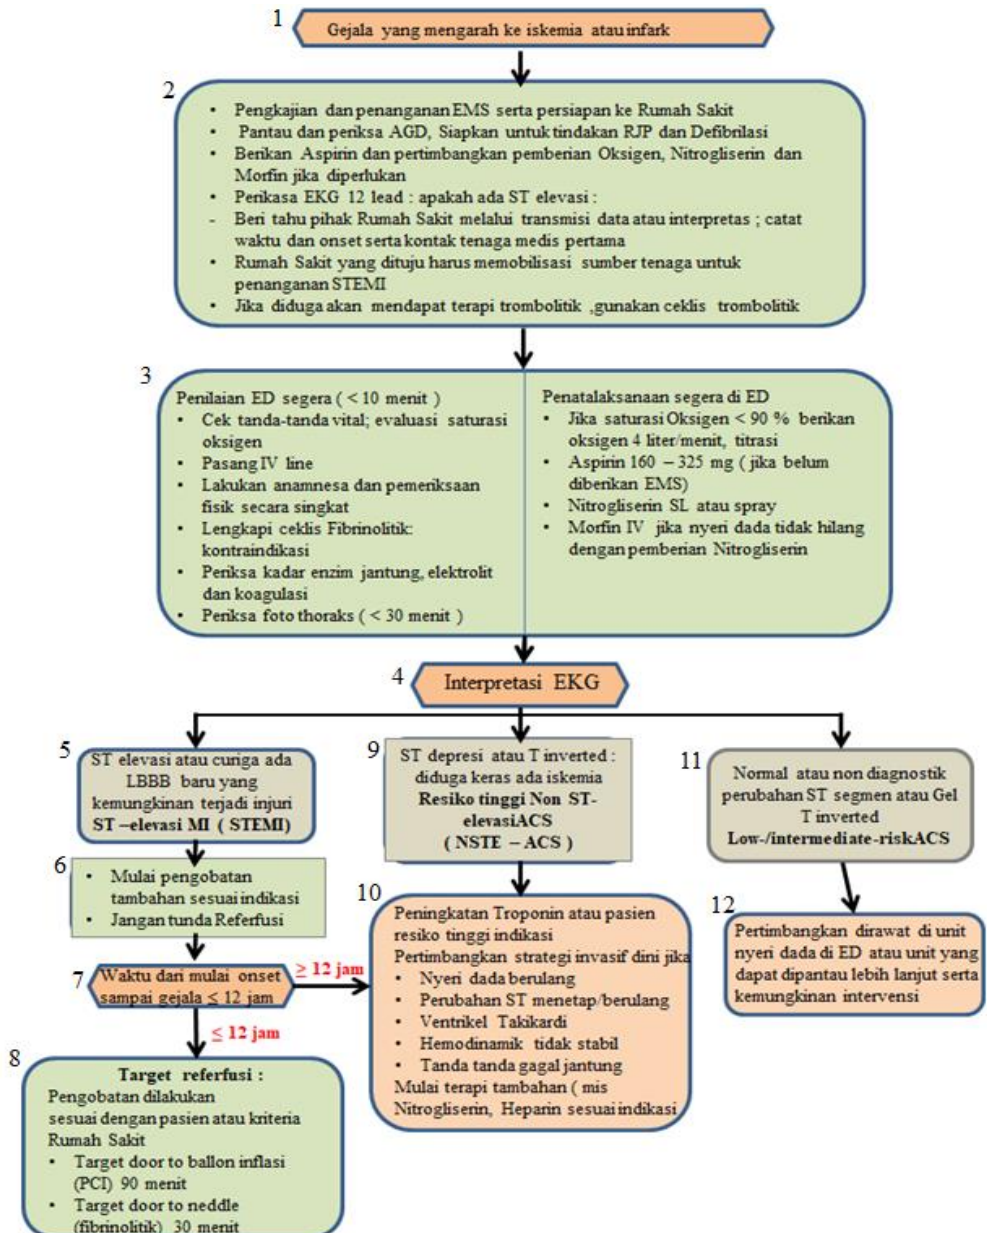 1
Gejala yang mengarah ke iskemia atau infark
2
• Pengkajian dan penanganan EMS serta persiapan ke Rumah Sakit
• Pantau dan periksa AGD, Siapkan untuk tindakan RJP dan Defibrilasi
• Berikan Aspirin dan pertimbangkan pemberian Oksigen, Nitrogliserin dan
Morfin jika diperlukan
• Perikasa EKG 12 lead : apakah ada ST elevasi :
- Beri tahu pihak Rumah Sakit melalui transmisi data atau interpretas ; catat
waktu dan onset serta kontak tenaga medis pertama
• Rumah Sakit yang dituju harus memobilisasi sumber tenaga untuk
penanganan STEMI
• Jika diduga akan mendapat terapi trombolitik ,gunakan ceklis trombolitik
3
Penilaian ED segera ( < 10 menit )
• Cek tanda-tanda vital; evaluasi saturasi
oksigen
• Pasang IV line
• Lakukan anamnesa dan pemeriksaan
fisik secara singkat
• Lengkapi ceklis Fibrinolitik:
kontraindikasi
• Periksa kadar enzim jantung, elektrolit
dan koagulasi
• Periksa foto thoraks ( < 30 menit )
Penatalaksanaan segera di ED
• Jika saturasi Oksigen < 90 % berikan
oksigen 4 liter/menit, titrasi
• Aspirin 160 – 325 mg ( jika belum
diberikan EMS)
• Nitrogliserin SL atau spray
• Morfin IV jika nyeri dada tidak hilang
dengan pemberian Nitrogliserin
4
Interpretasi EKG
5
ST elevasi atau curiga ada
LBBB baru yang
kemungkinan terjadi injuri
ST –elevasi MI ( STEMI)
6
• Mulai pengobatan
tambahan sesuai indikasi
• Jangan tunda Referfusi
7
Waktu dari mulai onset
sampai gejala ≤ 12 jam
≥ 12 jam
≤ 12 jam
8
Target referfusi :
Pengobatan dilakukan
sesuai dengan pasien atau kriteria
Rumah Sakit
• Target door to ballon inflasi
(PCI) 90 menit
• Target door to neddle
(fibrinolitik) 30 menit
9
ST depresi atau T inverted :
diduga keras ada iskemia
Resiko tinggi Non ST-
elevasiACS
( NSTE – ACS )
10
Peningkatan Troponin atau pasien
resiko tinggi indikasi
Pertimbangkan strategi invasif dini jika
• Nyeri dada berulang
• Perubahan ST menetap/berulang
• Ventrikel Takikardi
• Hemodinamik tidak stabil
• Tanda tanda gagal jantung
Mulai terapi tambahan ( mis
Nitrogliserin, Heparin sesuai indikasi
11
Normal atau non diagnostik
perubahan ST segmen atau Gel
T inverted
Low-/intermediate-riskACS
12
Pertimbangkan dirawat di unit
nyeri dada di ED atau unit yang
dapat dipantau lebih lanjut serta
kemungkinan intervensi